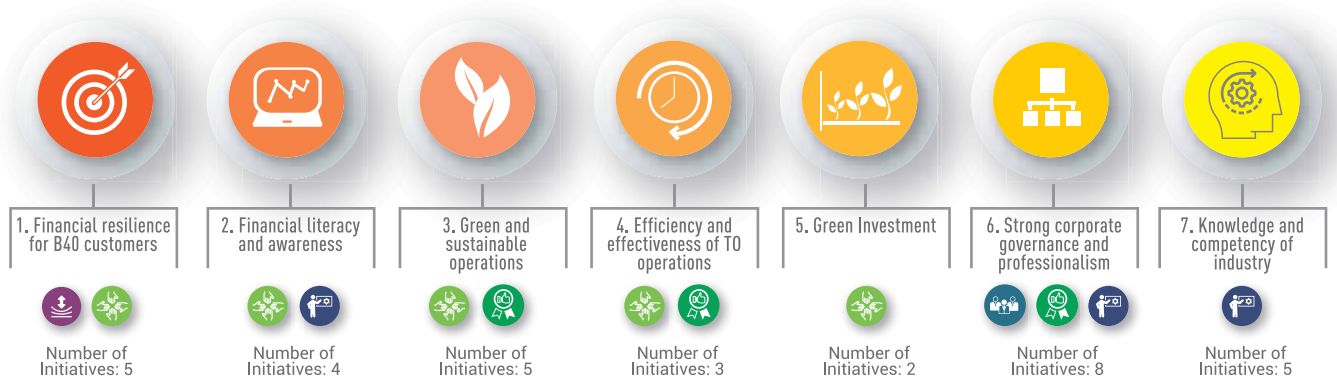 1. Financial resilience
for B40 customers
2. Financial literacy
and awareness
3. Green and
sustainable
operations
4. Efficiency and
effectiveness of TO
operations
5. Green Investment
6. Strong corporate
governance and
professionalism
7. Knowledge and
competency of
industry
Number of
Initiatives: 5
Number of
Initiatives: 4
Number of
Initiatives: 5
Number of
Initiatives: 3
Number of
Initiatives: 2
Number of
Initiatives: 8
Number of
Initiatives: 5